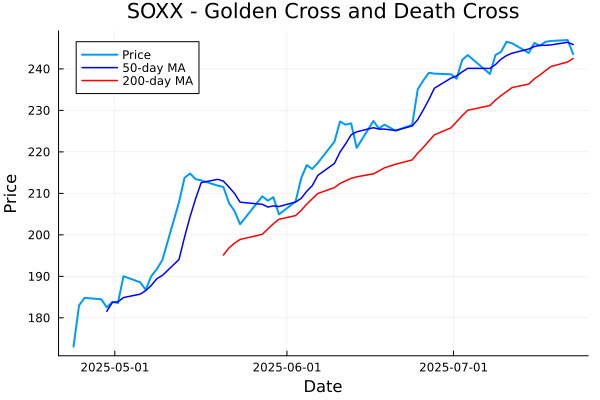 SOXX - Golden Cross and Death Cross
Price
50-day MA
200-day MA
Price
240
230
220
210
200
190
180
2025-05-01
2025-06-01
2025-07-01
Date